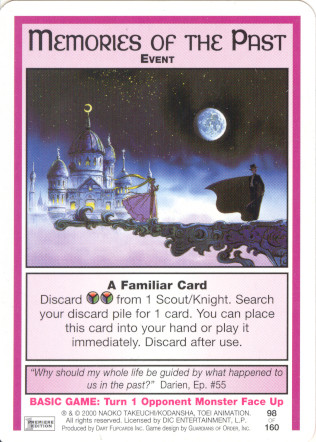 Memories of the Past
Event
A Familiar Card
Discard from 1 Scout/Knight. Search
your discard pile for 1 card. You can place
this card into your hand or play it
immediately. Discard after use.
"Why should my whole life be guided by what happened to
us in the past?" Darien, Ep. #55
BASIC GAME: Turn 1 Opponent Monster Face Up
PREMIERE
EDITION
® & © 2000 NAOKO TAKEUCHI/KODANSHA, TOEI ANIMATION.
All rights reserved. Licensed by DIC ENTERTAINMENT, L.P.
Produced by Dart Flipcards Inc. Game design by Guardians of Order, Inc.
98
OF
160